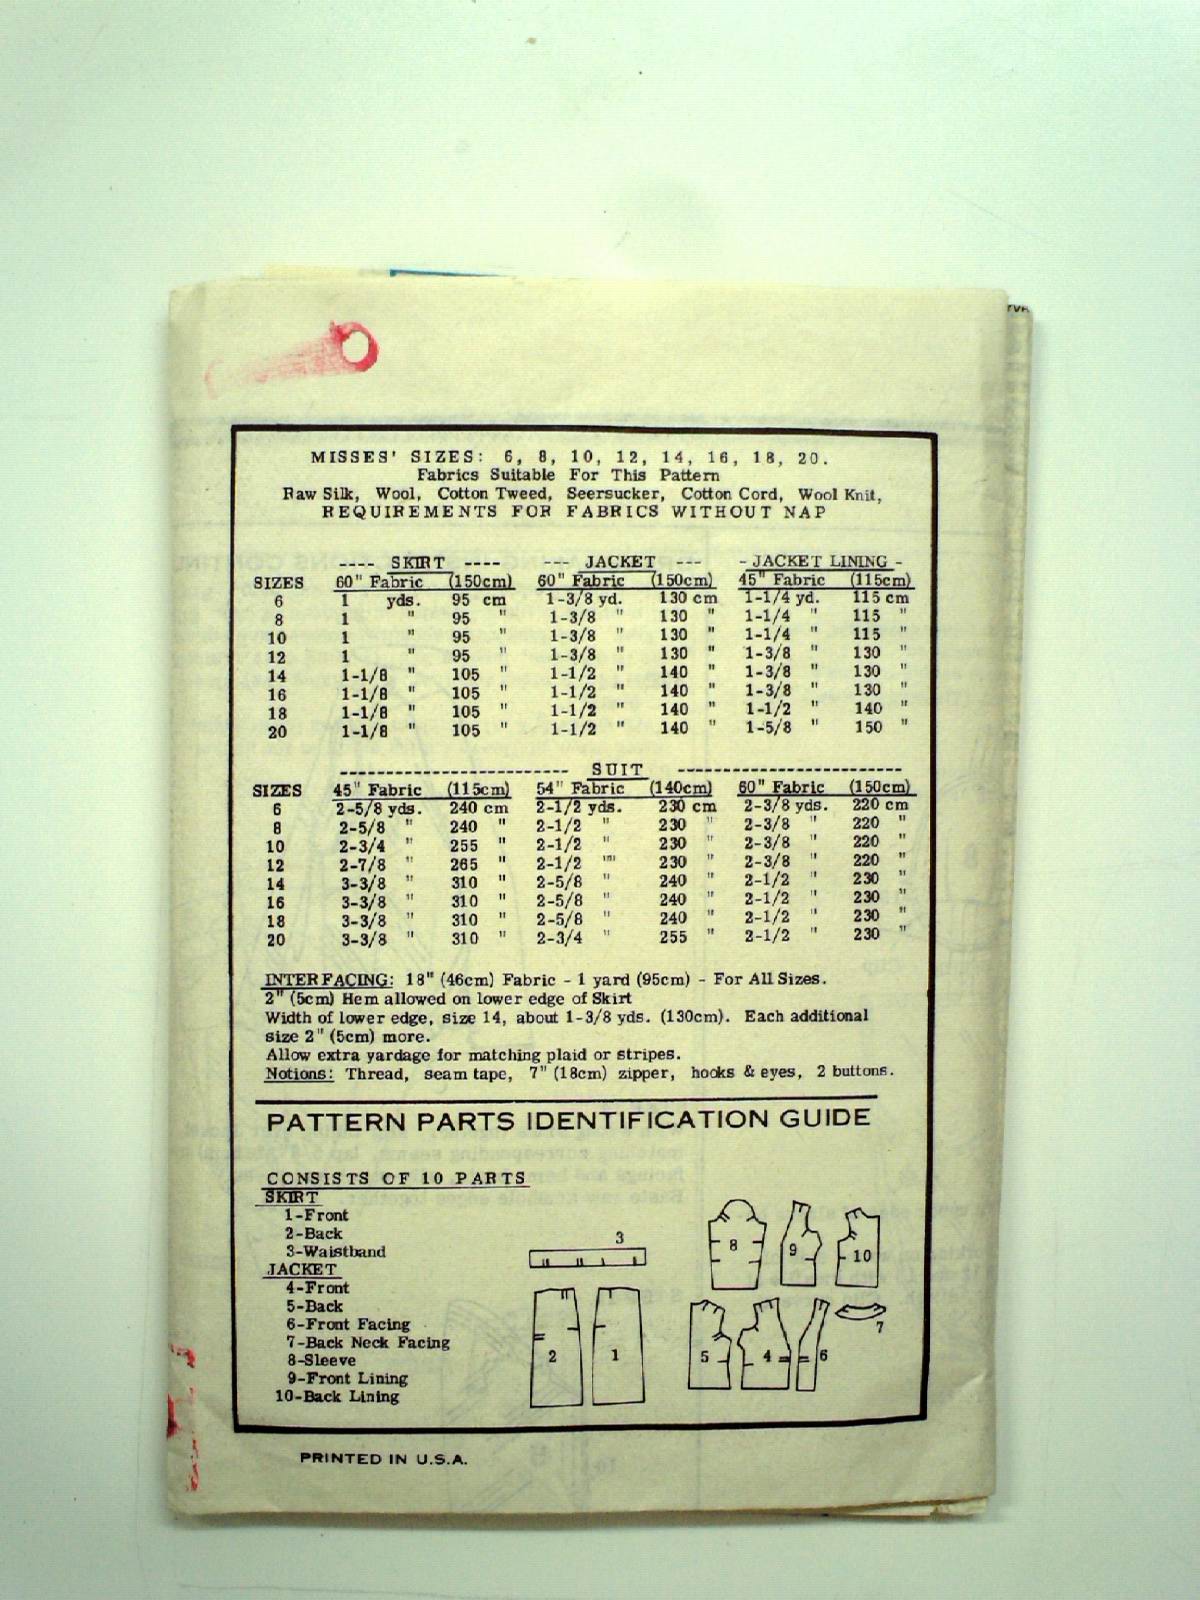 MISSES' SIZES: 6, 8, 10, 12, 14, 16, 18, 20.
Fabrics Suitable For This Pattern
Raw Silk, Wool, Cotton Tweed, Seersucker, Cotton Cord, Wool Knit,
REQUIREMENTS FOR FABRICS WITHOUT NAP
---- SKIRT ---- --- JACKET --- - JACKET LINING -
SIZES 60" Fabric (150cm) 60" Fabric (150cm) 45" Fabric (115cm)
6 1 yds. 95 cm 1-3/8 yd. 130 cm 1-1/4 yd. 115 cm
8 1 " 95 " 1-3/8 " 130 " 1-1/4 " 115 "
10 1 " 95 " 1-3/8 " 130 " 1-1/4 " 115 "
12 1 " 95 " 1-3/8 " 130 " 1-3/8 " 130 "
14 1-1/8 " 105 " 1-1/2 " 140 " 1-3/8 " 130 "
16 1-1/8 " 105 " 1-1/2 " 140 " 1-3/8 " 130 "
18 1-1/8 " 105 " 1-1/2 " 140 " 1-1/2 " 140 "
20 1-1/8 " 105 " 1-1/2 " 140 " 1-5/8 " 150 "
------------------------- SUIT -------------------------
SIZES 45" Fabric (115cm) 54" Fabric (140cm) 60" Fabric (150cm)
6 2-5/8 yds. 240 cm 2-1/2 yds. 230 cm 2-3/8 yds. 220 cm
8 2-5/8 " 240 " 2-1/2 " 230 " 2-3/8 " 220 "
10 2-3/4 " 255 " 2-1/2 " 230 " 2-3/8 " 220 "
12 2-7/8 " 265 " 2-1/2 "" 230 " 2-3/8 " 220 "
14 3-3/8 " 310 " 2-5/8 " 240 " 2-1/2 " 230 "
16 3-3/8 " 310 " 2-5/8 " 240 " 2-1/2 " 230 "
18 3-3/8 " 310 " 2-5/8 " 240 " 2-1/2 " 230 "
20 3-3/8 " 310 " 2-3/4 " 255 " 2-1/2 " 230 "
INTERFACING: 18" (46cm) Fabric - 1 yard (95cm) - For All Sizes.
2" (5cm) Hem allowed on lower edge of Skirt
Width of lower edge, size 14, about 1-3/8 yds. (130cm). Each additional
size 2" (5cm) more.
Allow extra yardage for matching plaid or stripes.
Notions: Thread, seam tape, 7" (18cm) zipper, hooks & eyes, 2 buttons.
PATTERN PARTS IDENTIFICATION GUIDE
CONSISTS OF 10 PARTS
SKIRT
1-Front
2-Back
3-Waistband
JACKET
4-Front
5-Back
6-Front Facing
7-Back Neck Facing
8-Sleeve
9-Front Lining
10-Back Lining
3
8 9 10
7
2 1 5 4 6
PRINTED IN U.S.A.